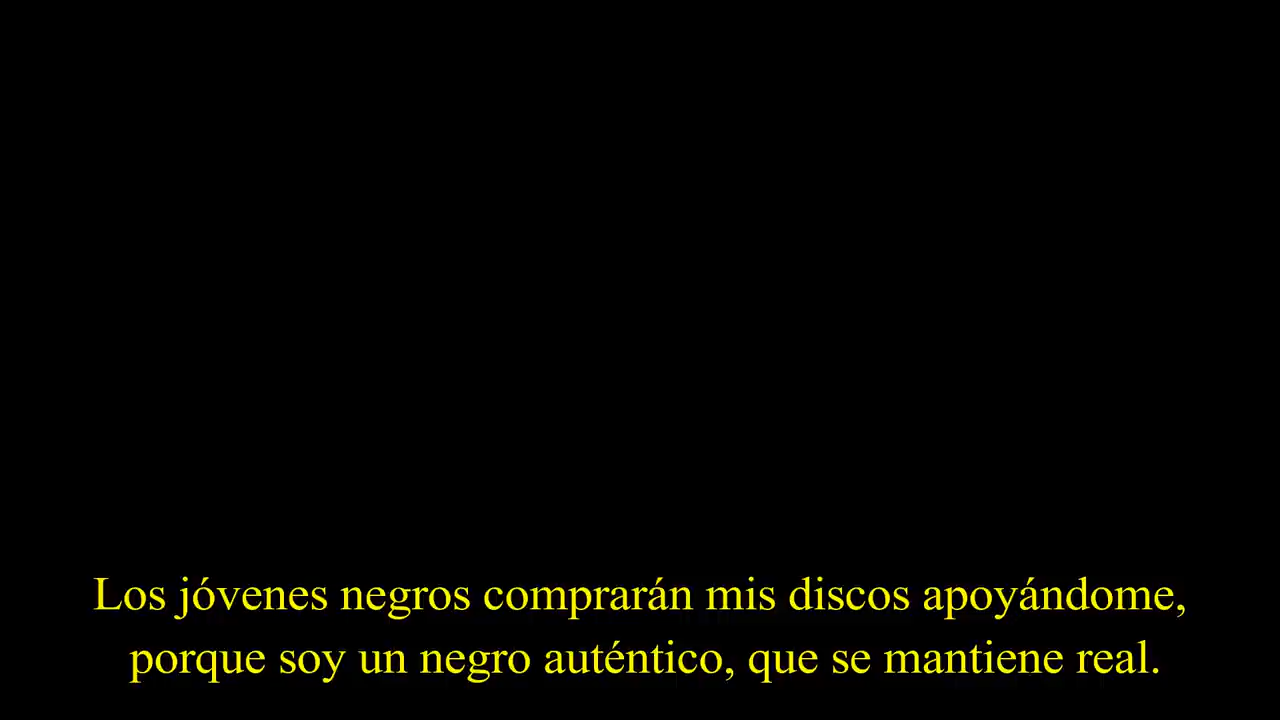 Los jóvenes negros comprarán mis discos apoyándome,
porque soy un negro auténtico, que se mantiene real.